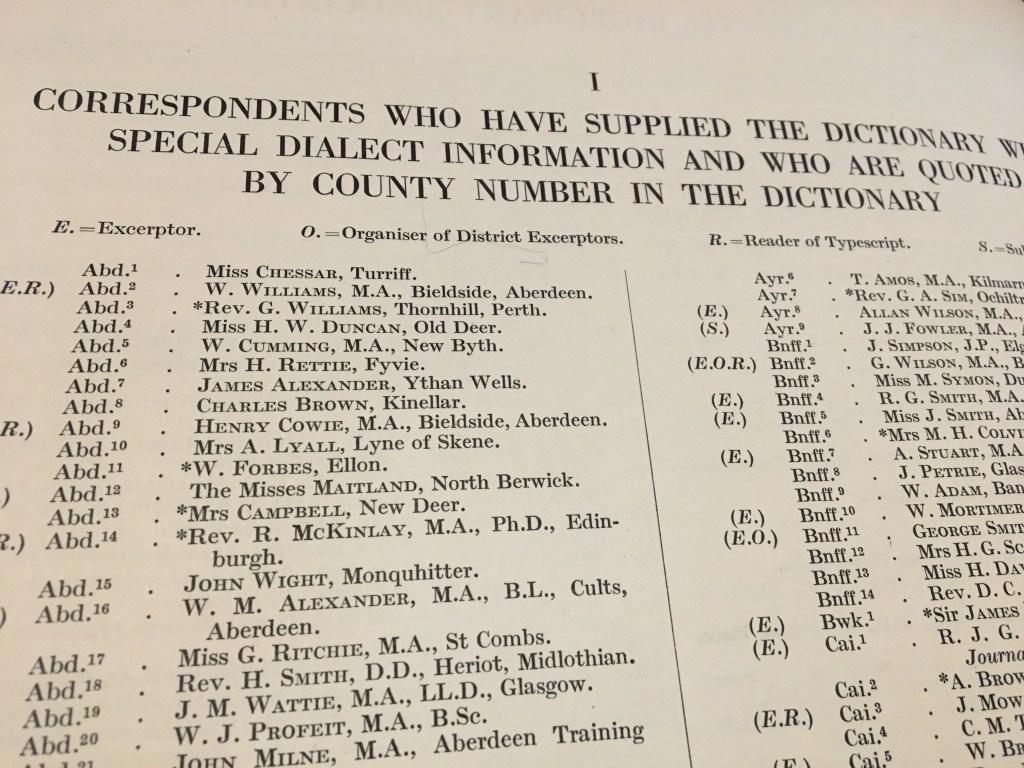 I
CORRESPONDENTS WHO HAVE SUPPLIED THE DICTIONARY
SPECIAL DIALECT INFORMATION AND WHO ARE QUOTED
BY COUNTY NUMBER IN THE DICTIONARY
E.=Excerptor. O.=Organiser of District Excerptors. R.=Reader of Typescript. S.=
Abd.¹ . Miss CHESSAR, Turriff.
E.R.) Abd.² . W. WILLIAMS, M.A., Bieldside, Aberdeen.
Abd.³ . *Rev. G. WILLIAMS, Thornhill, Perth.
Abd.⁴ . Miss H. W. DUNCAN, Old Deer.
Abd.⁵ . W. CUMMING, M.A., New Byth.
Abd.⁶ . Mrs H. RETTIE, Fyvie.
Abd.⁷ . JAMES ALEXANDER, Ythan Wells.
Abd.⁸ . CHARLES BROWN, Kinellar.
R.) Abd.⁹ . HENRY COWIE, M.A., Bieldside, Aberdeen.
Abd.¹⁰ . Mrs A. LYALL, Lyne of Skene.
Abd.¹¹ . *W. FORBES, Ellon.
) Abd.¹² . The Misses MAITLAND, North Berwick.
Abd.¹³ . *Mrs CAMPBELL, New Deer.
R.) Abd.¹⁴ . *Rev. R. MCKINLAY, M.A., Ph.D., Edin-
burgh.
Abd.¹⁵ . JOHN WIGHT, Monquhitter.
) Abd.¹⁶ . W. M. ALEXANDER, M.A., B.L., Cults,
Aberdeen.
Abd.¹⁷ . Miss G. RITCHIE, M.A., St Combs.
Abd.¹⁸ . Rev. H. SMITH, D.D., Heriot, Midlothian.
Abd.¹⁹ . J. M. WATTIE, M.A., LL.D., Glasgow.
Abd.²⁰ . W. J. PROFEIT, M.A., B.Sc.
JOHN MILNE, M.A., Aberdeen Training
Ayr.⁶ . T. AMOS, M.A.,
Ayr.⁷ . *Rev. G. A. SIM,
(E.) Ayr.⁸ . ALLAN WILSON, M.A.,
(S.) Ayr.⁹ . J. J. FOWLER, M.A.,
Bnff.¹ . J. SIMPSON, J.P.,
(E.O.R.) Bnff.² . G. WILSON, M.A.,
Bnff.³ . Miss M. SYMON,
(E.) Bnff.⁴ . R. G. SMITH, M.A.
(E.) Bnff.⁵ . Miss J. SMITH,
Bnff.⁶ . *Mrs M. H.
(E.) Bnff.⁷ . A. STUART, M.A
Bnff.⁸ . J. PETRIE,
Bnff.⁹ . W. ADAM,
(E.) Bnff.¹⁰ . W. MORTIMER
(E.O.) Bnff.¹¹ . GEORGE SMITH
Bnff.¹² . Mrs H. G.
Bnff.¹³ . Miss H.
Bnff.¹⁴ . Rev. D. C.
(E.) Bwk.¹ . *Sir JAMES
(E.) Cai.¹ . R. J. G.
Cai.² . *A.
(E.R.) Cai.³ . J.
Cai.⁴ . C. M.
(E.) Cai.⁵ . W.